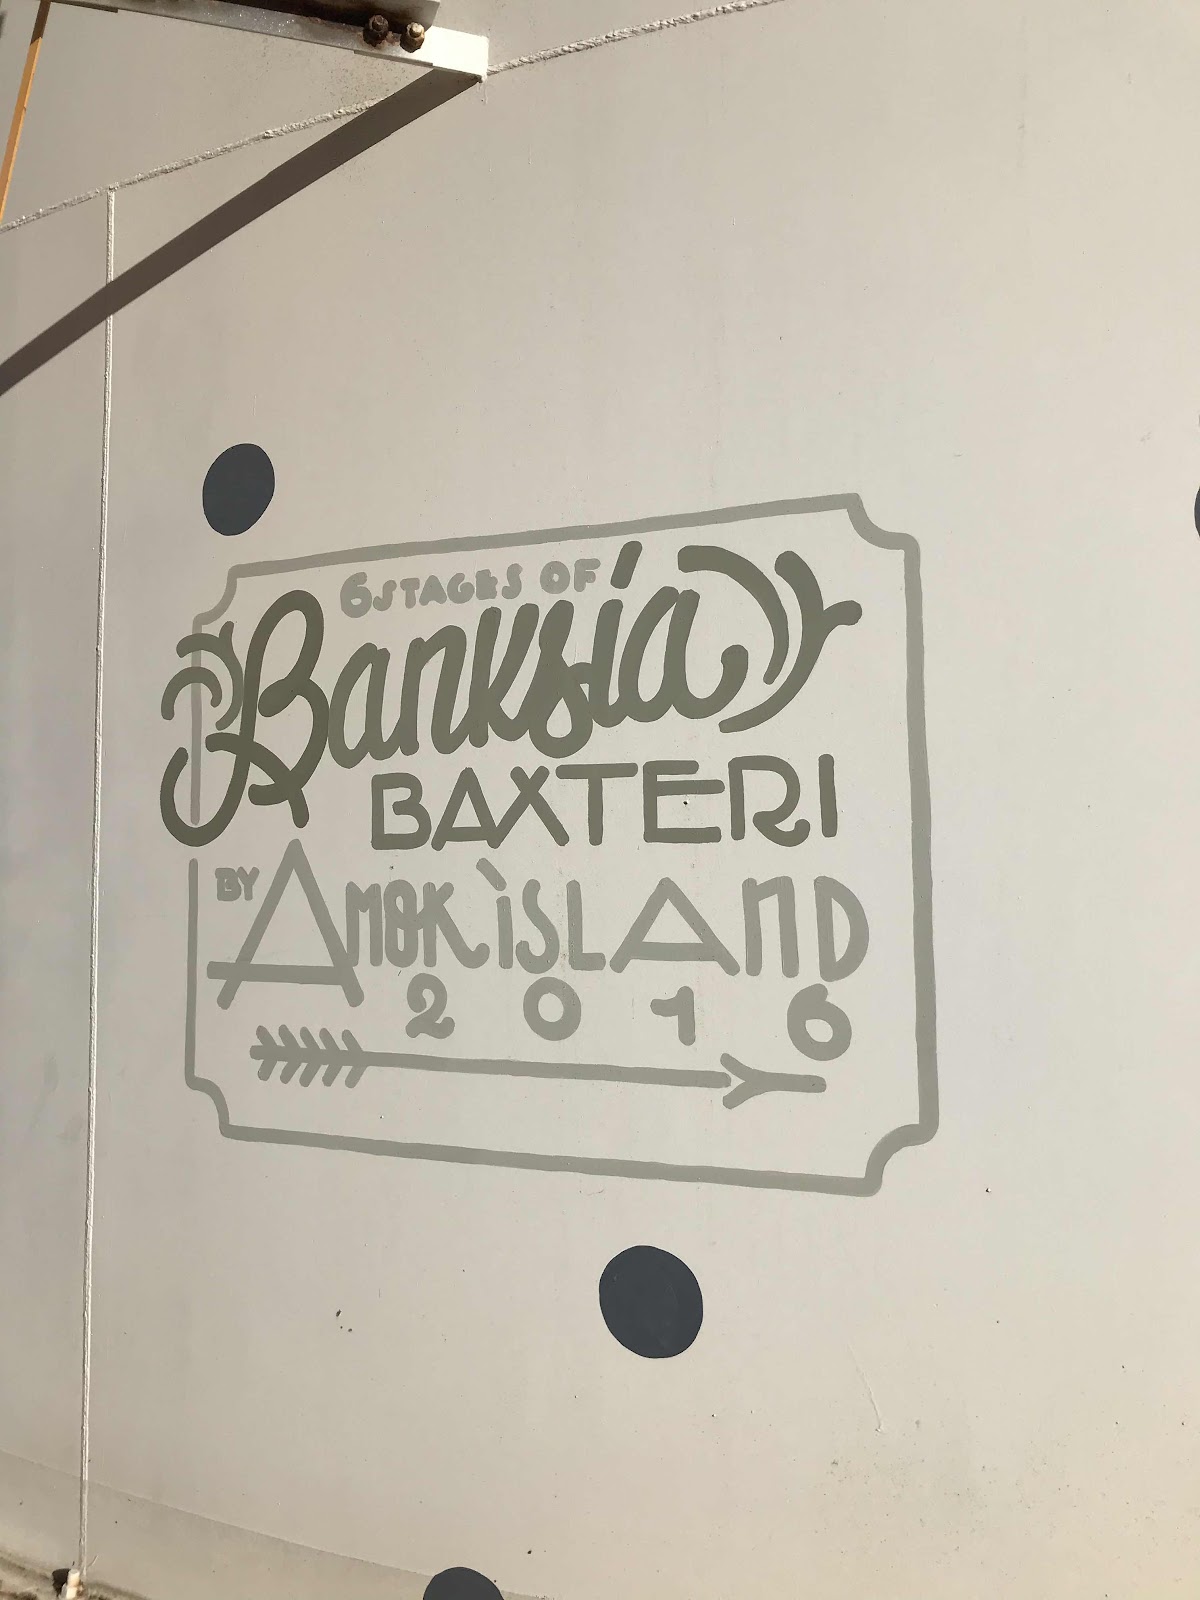 6 STAGES OF
Banksia
BAXTERI
BY AMOK ISLAND
2016